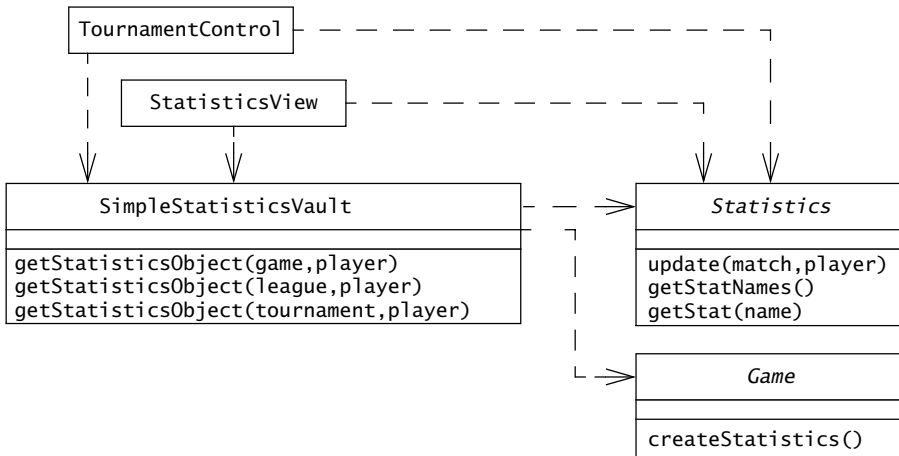 TournamentControl
StatisticsView
SimpleStatisticsVault
getStatisticsObject(game,player)
getStatisticsObject(league,player)
getStatisticsObject(tournament,player)
Statistics
update(match,player)
getStatNames()
getStat(name)
Game
createStatistics()